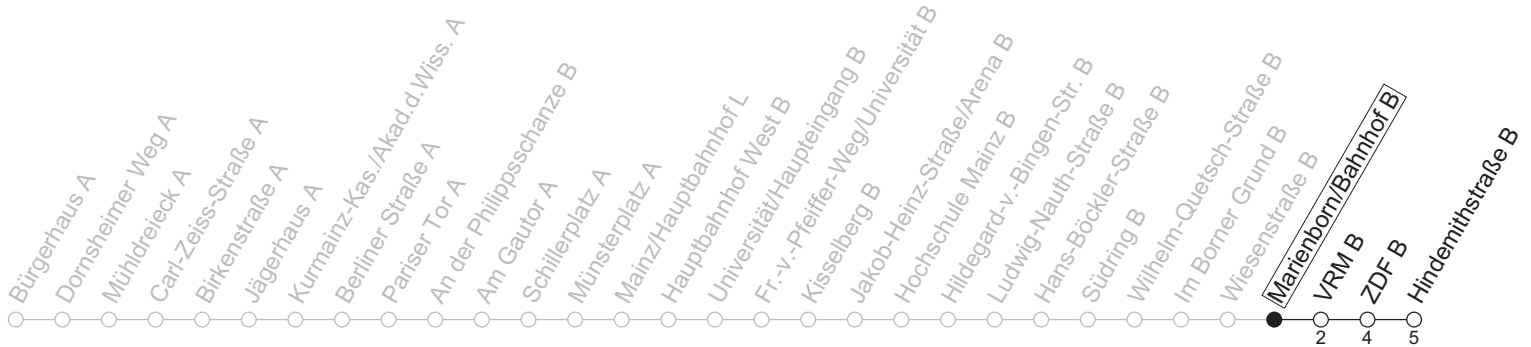 Bürgerhaus A
Dornsheimer Weg A
Mühldreieck A
Carl-Zeiss-Straße A
Birkenstraße A
Jägerhaus A
Kurmainz-Kas./Akad.d.Wiss. A
Berliner Straße A
Pariser Tor A
An der Philippsschanze B
Am Gautor A
Schillerplatz A
Münsterplatz A
Mainz/Hauptbahnhof L
Hauptbahnhof West B
Universität/Haupteingang B
Fr.-v.-Pfeiffer-Weg/Universität B
Kisselberg B
Jakob-Heinz-Straße/Arena B
Hochschule Mainz B
Hildegard-v.-Bingen-Str. B
Ludwig-Nauth-Straße B
Hans-Böckler-Straße B
Südring B
Wilhelm-Quetsch-Straße B
Im Borner Grund B
Wiesenstraße B
Marienborn/Bahnhof B
VRM B
ZDF B
Hindemithstraße B
2 4 5